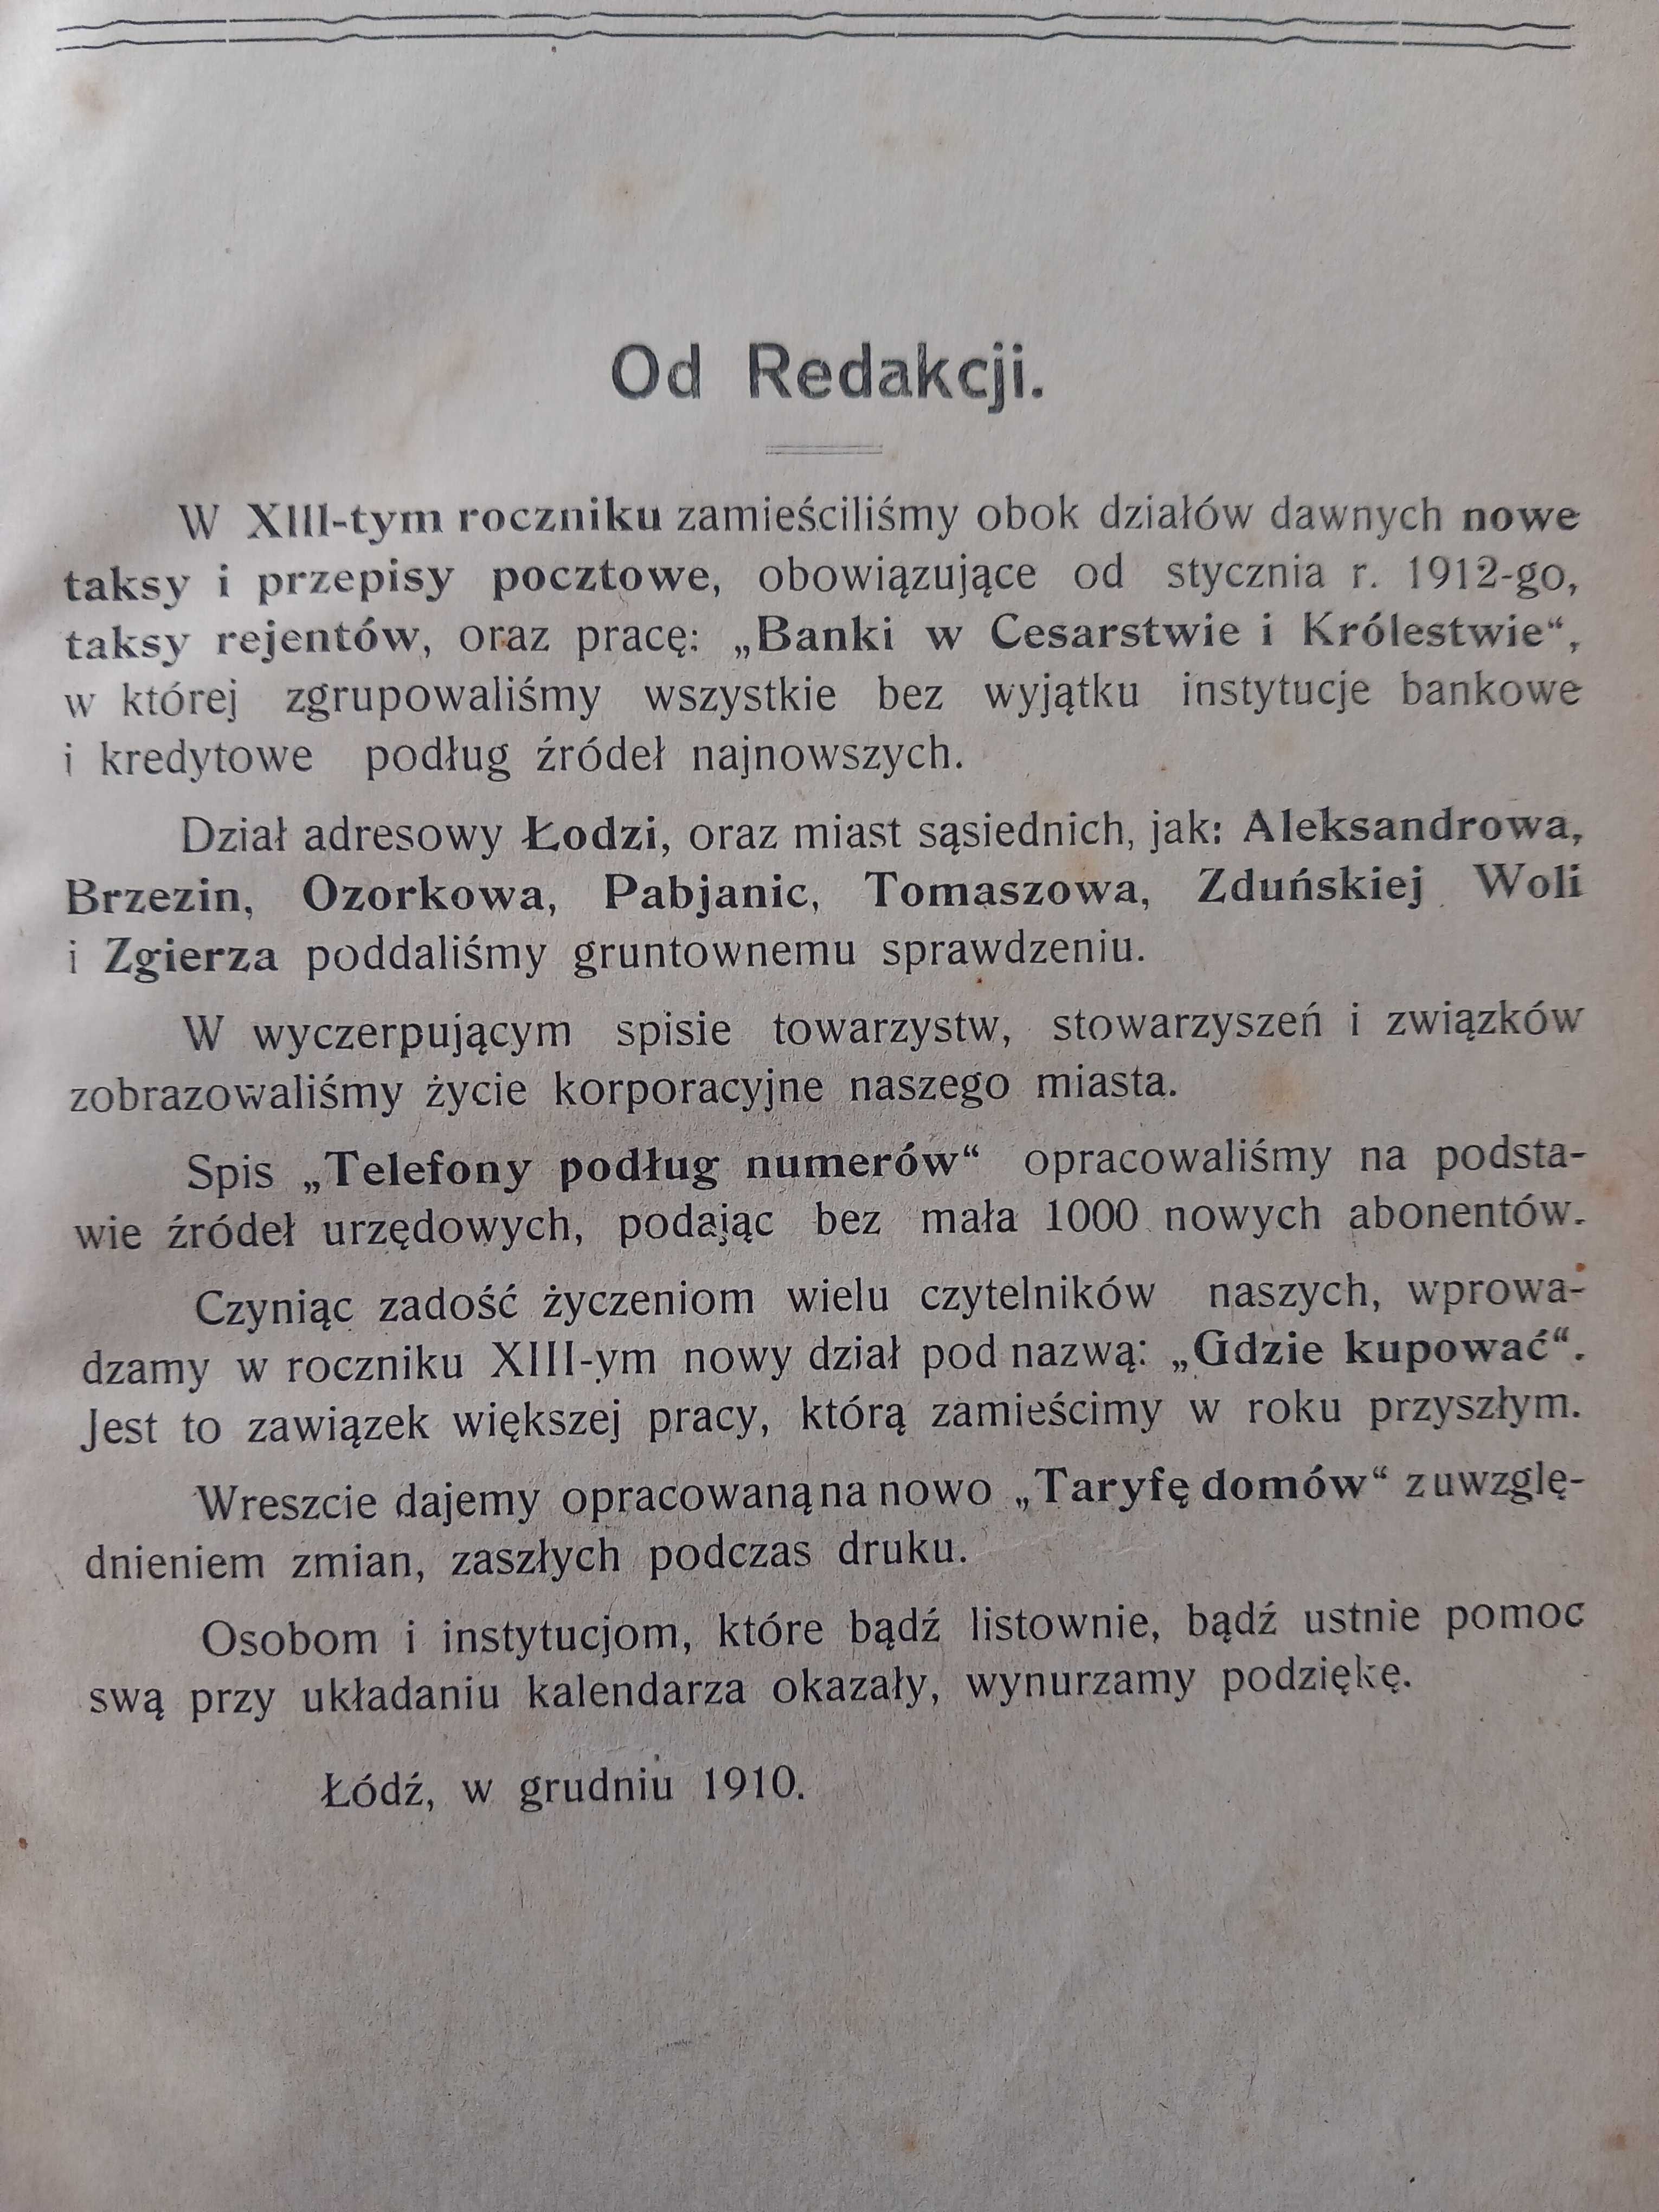 Od Redakcji.
W XIII-tym roczniku zamieściliśmy obok działów dawnych nowe
taksy i przepisy pocztowe, obowiązujące od stycznia r. 1912-go,
taksy rejentów, oraz pracę: „Banki w Cesarstwie i Królestwie“,
w której zgrupowaliśmy wszystkie bez wyjątku instytucje bankowe
i kredytowe podług źródeł najnowszych.
Dział adresowy Łodzi, oraz miast sąsiednich, jak: Aleksandrowa,
Brzezin, Ozorkowa, Pabjanic, Tomaszowa, Zduńskiej Woli
i Zgierza poddaliśmy gruntownemu sprawdzeniu.
W wyczerpującym spisie towarzystw, stowarzyszeń i związków
zobrazowaliśmy życie korporacyjne naszego miasta.
Spis „Telefony podług numerów“ opracowaliśmy na podsta-
wie źródeł urzędowych, podając bez mała 1000 nowych abonentów.
Czyniąc zadość życzeniom wielu czytelników naszych, wprowa-
dzamy w roczniku XIII-ym nowy dział pod nazwą: „Gdzie kupować“.
Jest to zawiązek większej pracy, którą zamieścimy w roku przyszłym.
Wreszcie dajemy opracowaną na nowo „Taryfę domów“ z uwzglę-
dnieniem zmian, zaszłych podczas druku.
Osobom i instytucjom, które bądź listownie, bądź ustnie pomoc
swą przy układaniu kalendarza okazały, wynurzamy podziękę.
Łódź, w grudniu 1910.